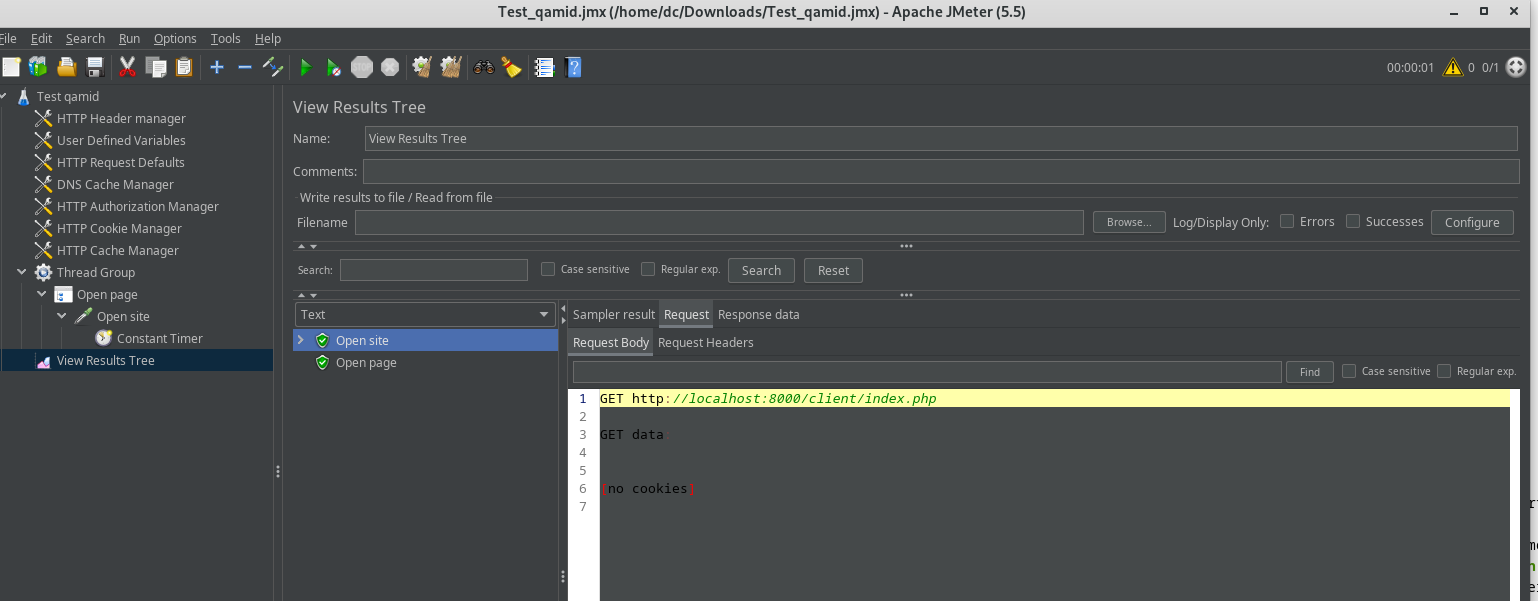 Test_qamid.jmx (/home/dc/Downloads/Test_qamid.jmx) - Apache JMeter (5.5)
File Edit Search Run Options Tools Help
STOP
00:00:01 0 0/1
Test qamid
HTTP Header manager
User Defined Variables
HTTP Request Defaults
DNS Cache Manager
HTTP Authorization Manager
HTTP Cookie Manager
HTTP Cache Manager
Thread Group
Open page
Open site
Constant Timer
View Results Tree
View Results Tree
Name: View Results Tree
Comments:
Write results to file / Read from file
Filename Browse... Log/Display Only: Errors Successes Configure
Search: Case sensitive Regular exp. Search Reset
Text
Open site
Open page
Sampler result Request Response data
Request Body Request Headers
Find Case sensitive Regular exp.
1 GET http://localhost:8000/client/index.php
2
3 GET data:
4
5
6 [no cookies]
7